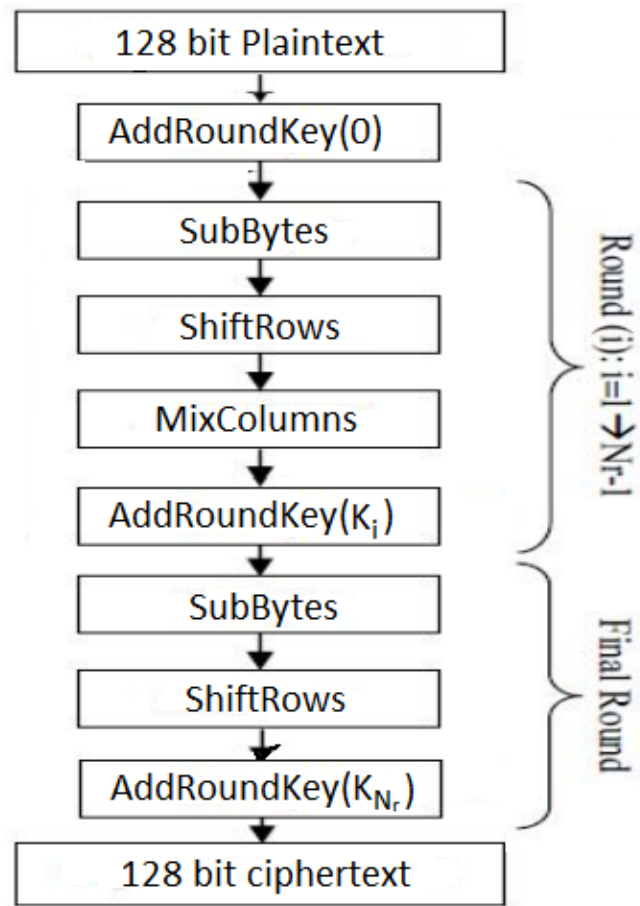 128 bit Plaintext
AddRoundKey(0)
SubBytes
ShiftRows
MixColumns
AddRoundKey(Kᵢ)
Round (i): i=1→Nr-1
SubBytes
ShiftRows
AddRoundKey(K_Nᵣ)
Final Round
128 bit ciphertext